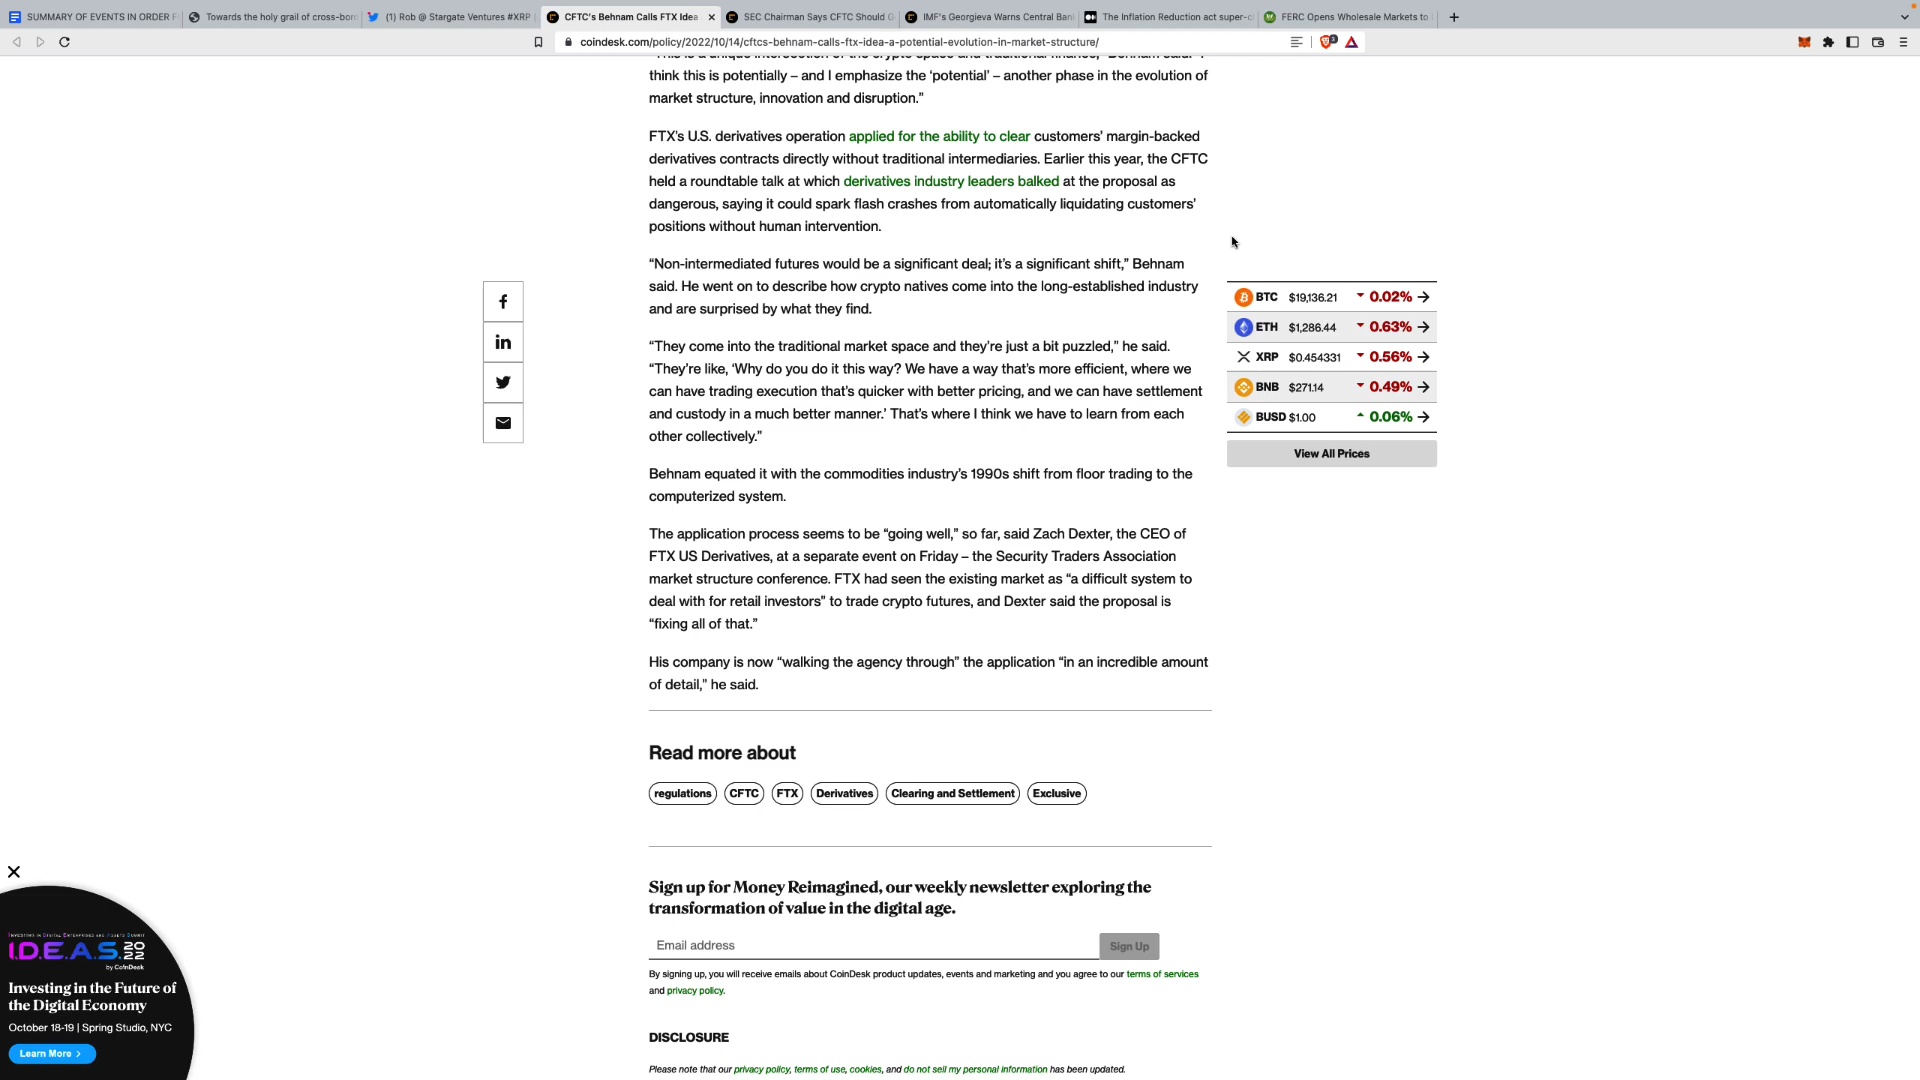 SUMMARY OF EVENTS IN ORDER F
Towards the holy grail of cross-bor
(1) Rob @ Stargate Ventures #XRP
CFTC's Behnam Calls FTX Idea
SEC Chairman Says CFTC Should G
IMF's Georgieva Warns Central Ban
The Inflation Reduction act super-c
FERC Opens Wholesale Markets to
coindesk.com/policy/2022/10/14/cftcs-behnam-calls-ftx-idea-a-potential-evolution-in-market-structure/
think this is potentially – and I emphasize the ‘potential’ – another phase in the evolution of
market structure, innovation and disruption.”
FTX’s U.S. derivatives operation applied for the ability to clear customers’ margin-backed
derivatives contracts directly without traditional intermediaries. Earlier this year, the CFTC
held a roundtable talk at which derivatives industry leaders balked at the proposal as
dangerous, saying it could spark flash crashes from automatically liquidating customers’
positions without human intervention.
“Non-intermediated futures would be a significant deal; it’s a significant shift,” Behnam
said. He went on to describe how crypto natives come into the long-established industry
and are surprised by what they find.
“They come into the traditional market space and they’re just a bit puzzled,” he said.
“They’re like, ‘Why do you do it this way? We have a way that’s more efficient, where we
can have trading execution that’s quicker with better pricing, and we can have settlement
and custody in a much better manner.’ That’s where I think we have to learn from each
other collectively.”
Behnam equated it with the commodities industry’s 1990s shift from floor trading to the
computerized system.
The application process seems to be “going well,” so far, said Zach Dexter, the CEO of
FTX US Derivatives, at a separate event on Friday – the Security Traders Association
market structure conference. FTX had seen the existing market as “a difficult system to
deal with for retail investors” to trade crypto futures, and Dexter said the proposal is
“fixing all of that.”
His company is now “walking the agency through” the application “in an incredible amount
of detail,” he said.
BTC $19,136.21 0.02%
ETH $1,286.44 0.63%
XRP $0.454331 0.56%
BNB $271.14 0.49%
BUSD $1.00 0.06%
View All Prices
Read more about
regulations CFTC FTX Derivatives Clearing and Settlement Exclusive
Sign up for Money Reimagined, our weekly newsletter exploring the
transformation of value in the digital age.
Email address
Sign Up
By signing up, you will receive emails about CoinDesk product updates, events and marketing and you agree to our terms of services
and privacy policy.
DISCLOSURE
Please note that our privacy policy, terms of use, cookies, and do not sell my personal information has been updated.
I.D.E.A.S. 2022
by CoinDesk
Investing in the Future of
the Digital Economy
October 18-19 | Spring Studio, NYC
Learn More